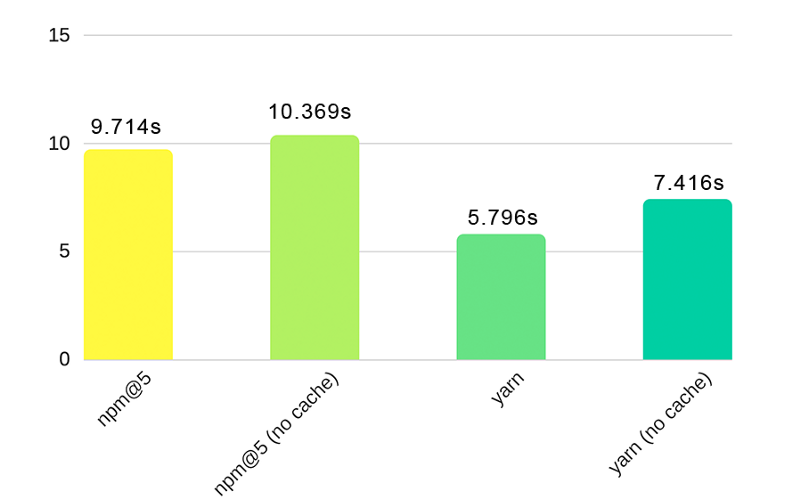 15
10
5
0
9.714s
10.369s
5.796s
7.416s
npm@5
npm@5 (no cache)
yarn
yarn (no cache)